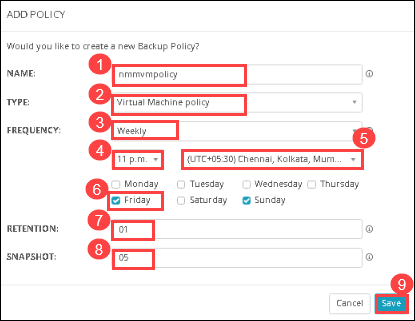 ADD POLICY
Would you like to create a new Backup Policy?
1
NAME: nmmvmpolicy
2
TYPE: Virtual Machine policy
3
FREQUENCY: Weekly
4 5
11 p.m. (UTC+05:30) Chennai, Kolkata, Mum...
Monday Tuesday Wednesday Thursday
6
Friday Saturday Sunday
7
RETENTION: 01
8
SNAPSHOT: 05
9
Cancel Save